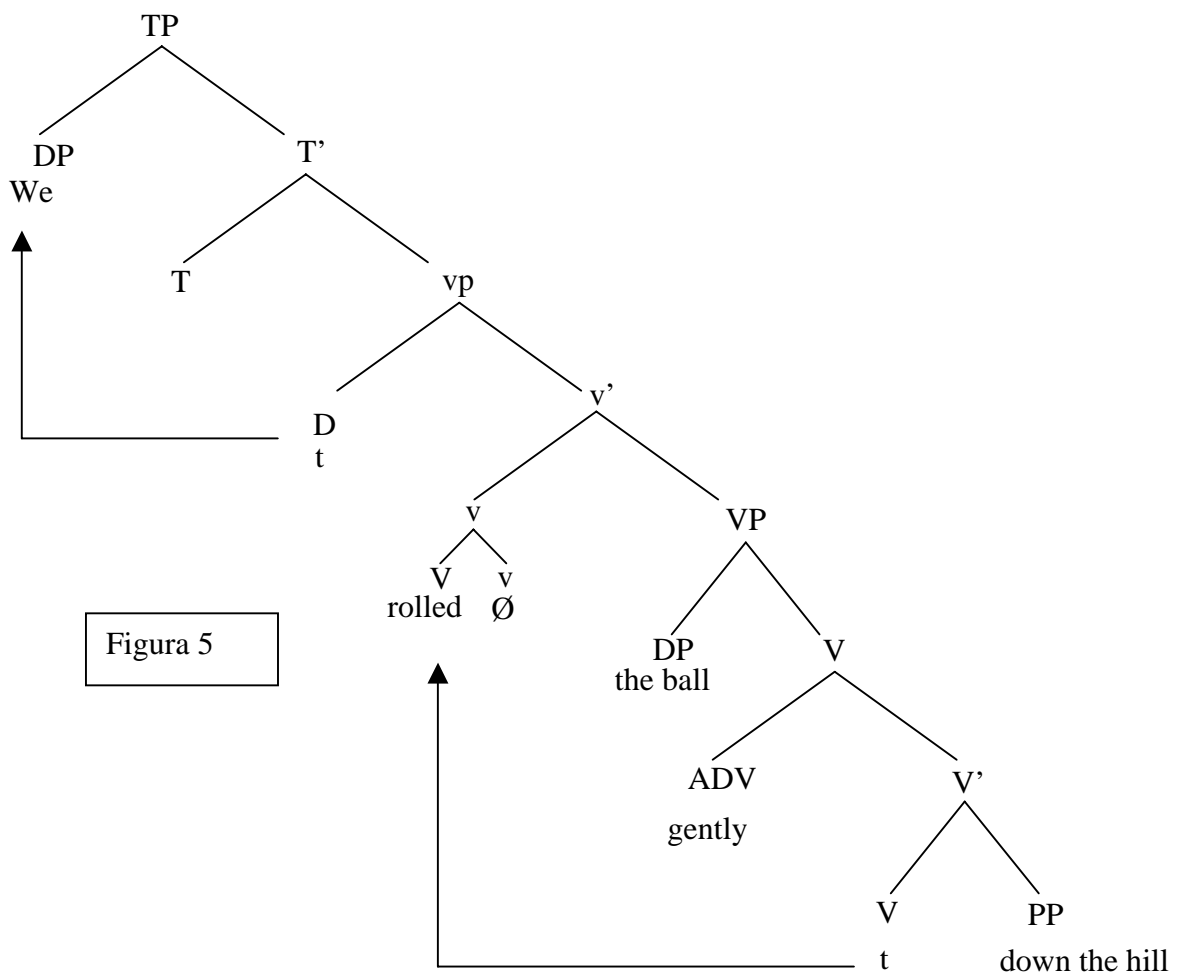 TP
DP T’
We
T vp
D v’
t
v VP
V v
rolled Ø
Figura 5
DP V
the ball
ADV V’
gently
V PP
t down the hill